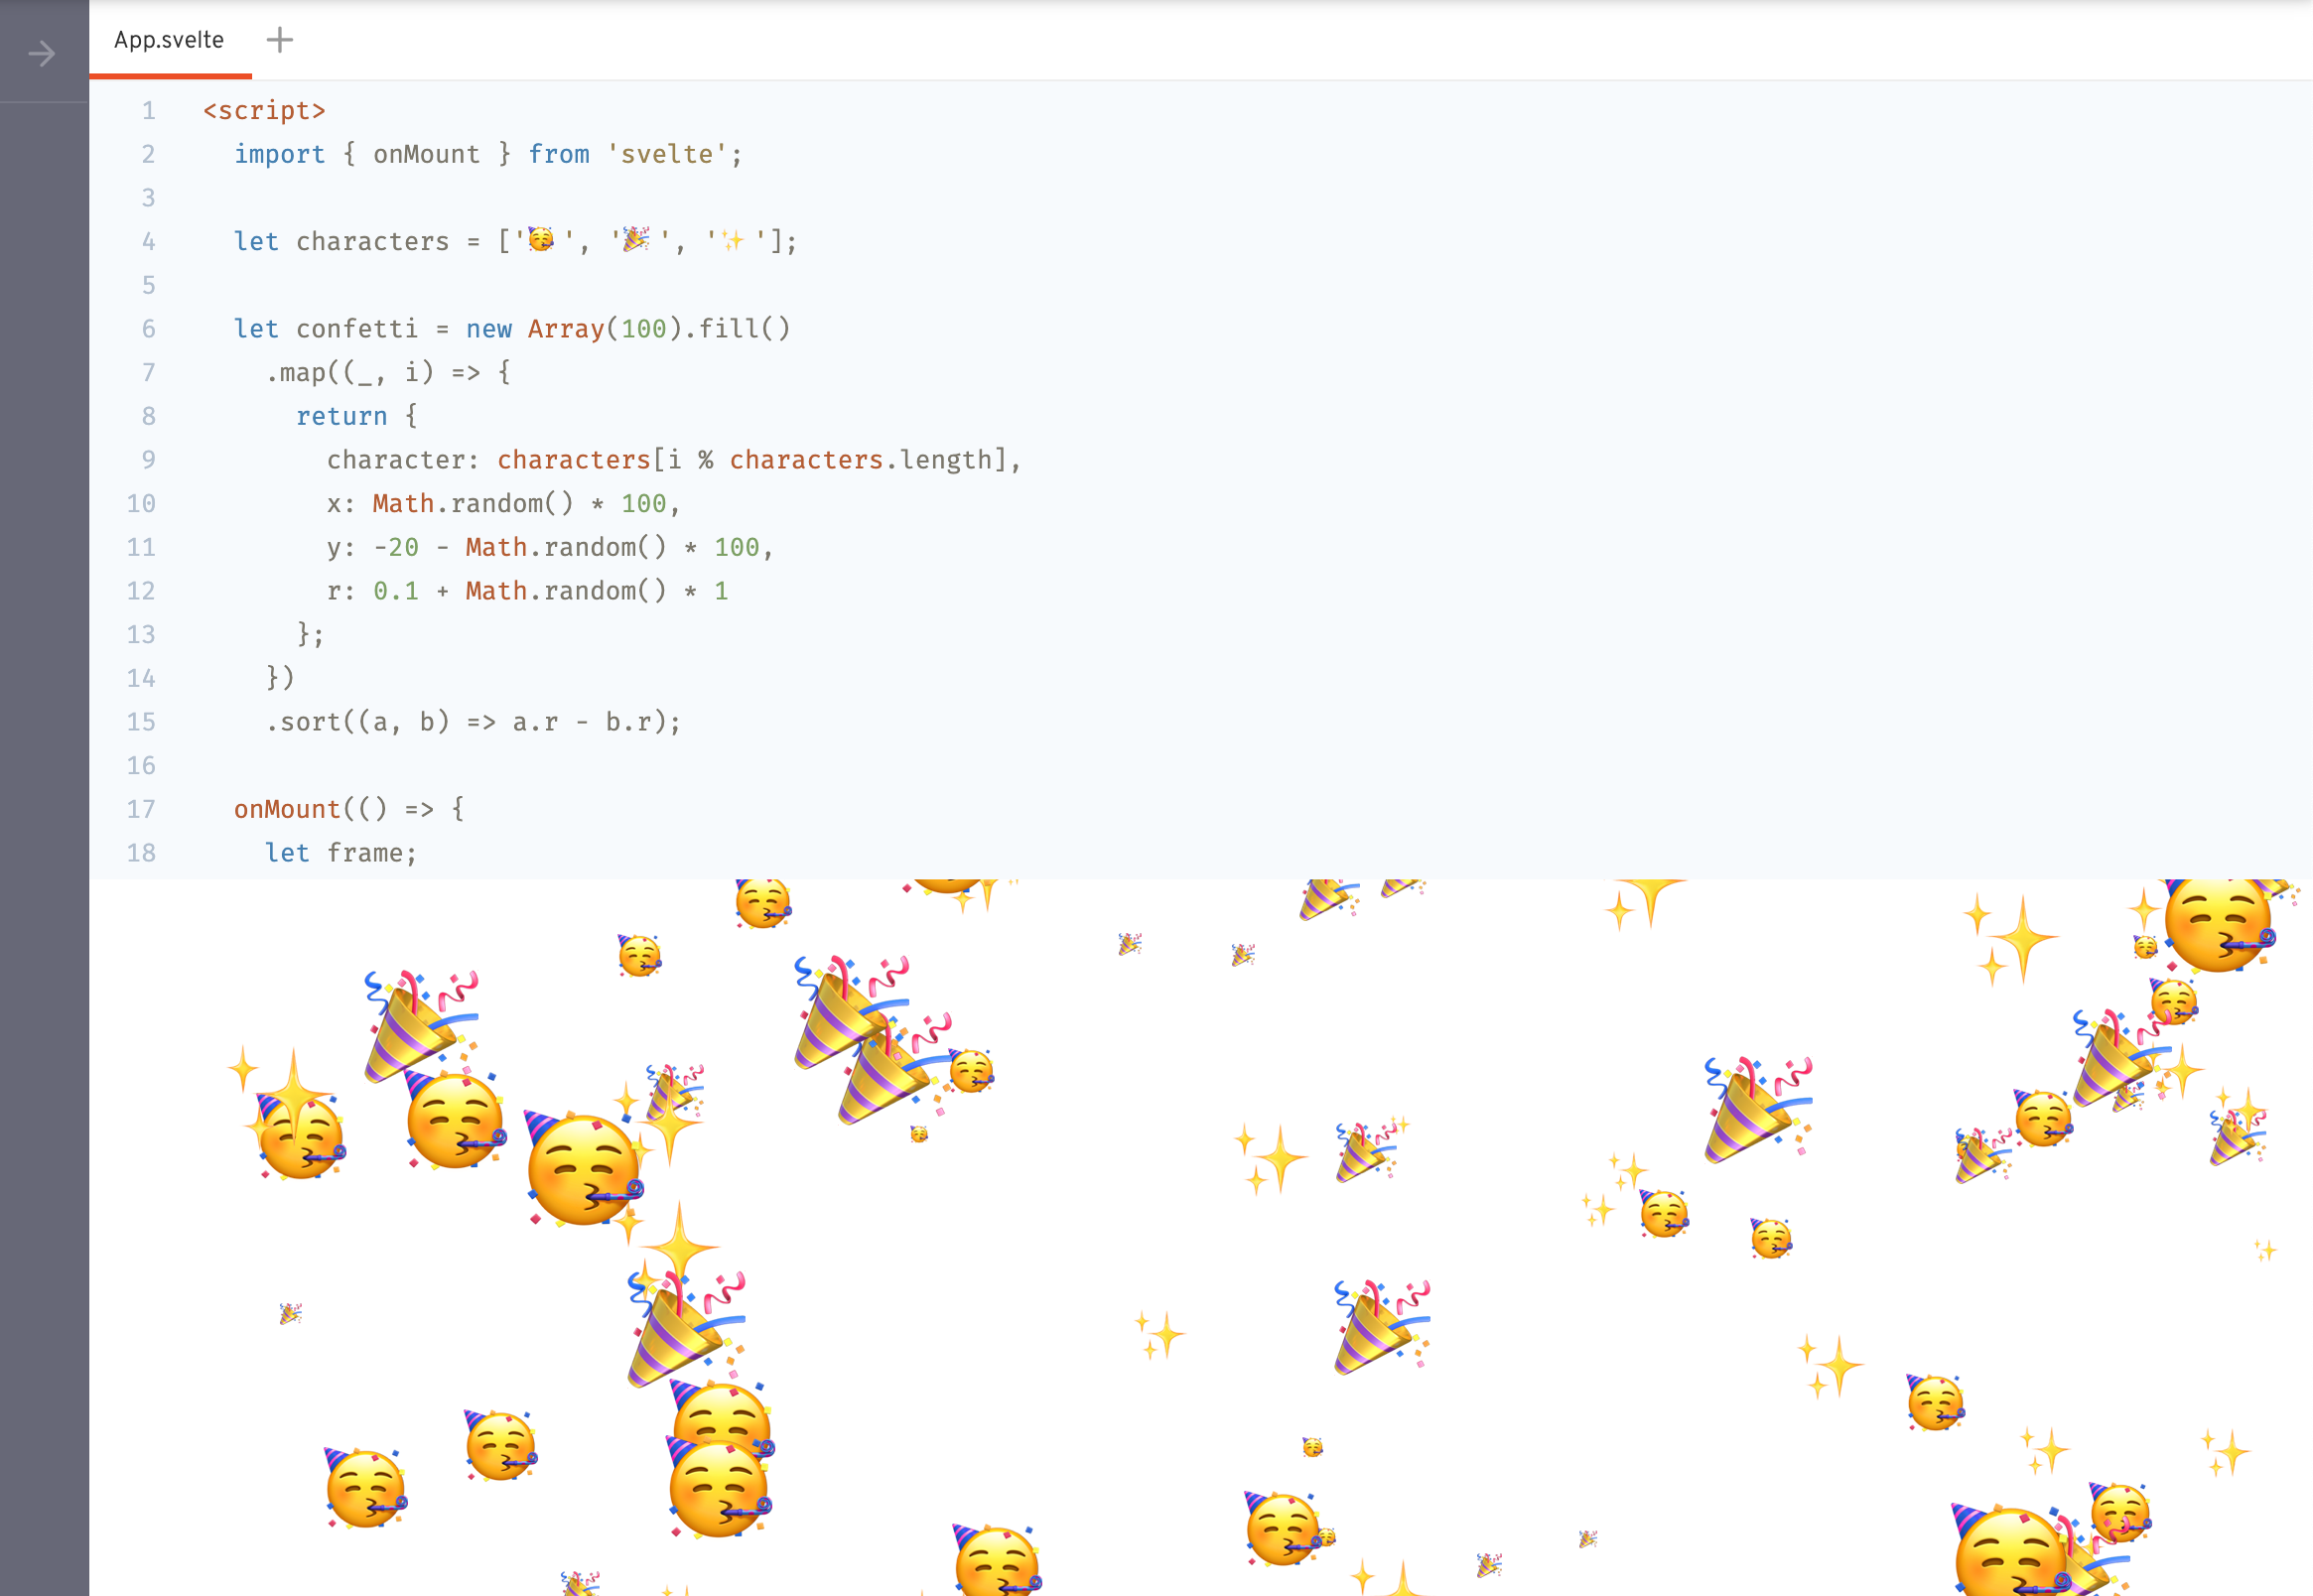 App.svelte
1 <script>
2 import { onMount } from 'svelte';
3
4 let characters = ['🥳', '🎉', '✨'];
5
6 let confetti = new Array(100).fill()
7 .map((_, i) => {
8 return {
9 character: characters[i % characters.length],
10 x: Math.random() * 100,
11 y: -20 - Math.random() * 100,
12 r: 0.1 + Math.random() * 1
13 };
14 })
15 .sort((a, b) => a.r - b.r);
16
17 onMount(() => {
18 let frame;